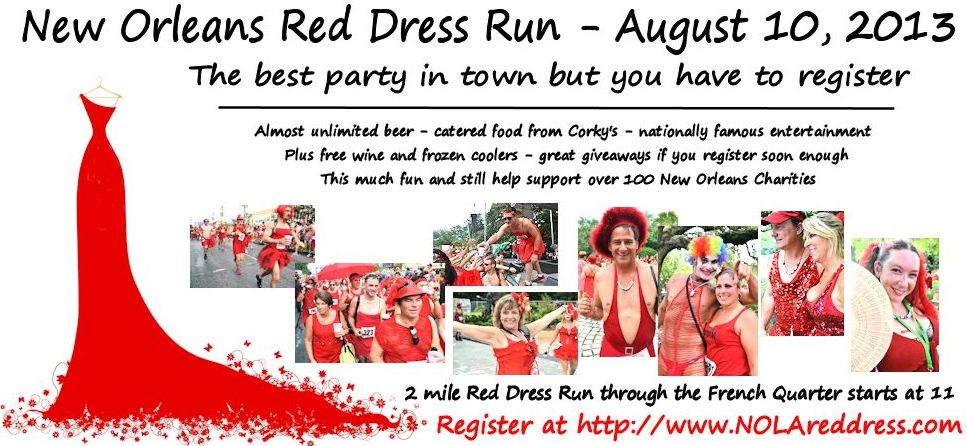 New Orleans Red Dress Run - August 10, 2013
The best party in town but you have to register
Almost unlimited beer - catered food from Corky's - nationally famous entertainment
Plus free wine and frozen coolers - great giveaways if you register soon enough
This much fun and still help support over 100 New Orleans Charities
323
2 mile Red Dress Run through the French Quarter starts at 11
Register at http://www.NOLAreddress.com